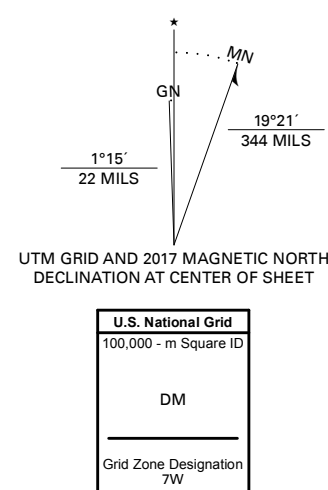 ★
MN
GN
19°21´
344 MILS
1°15´
22 MILS
UTM GRID AND 2017 MAGNETIC NORTH
DECLINATION AT CENTER OF SHEET
U.S. National Grid
100,000 - m Square ID
DM
Grid Zone Designation
7W